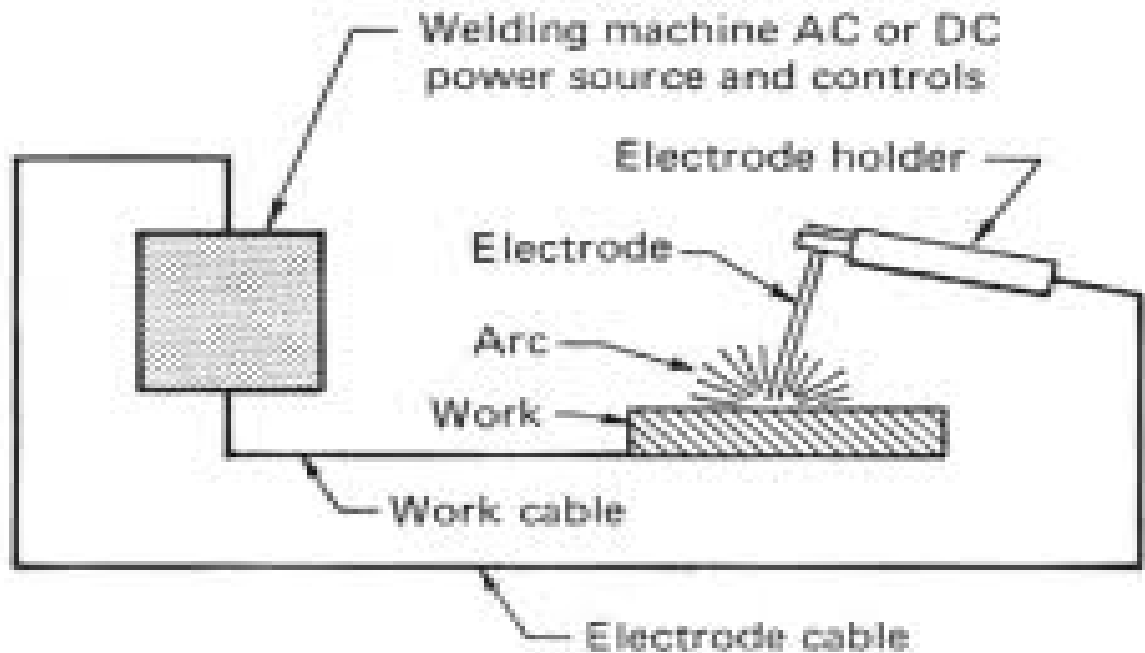 Welding machine AC or DC
power source and controls
Electrode holder
Electrode
Arc
Work
Work cable
Electrode cable